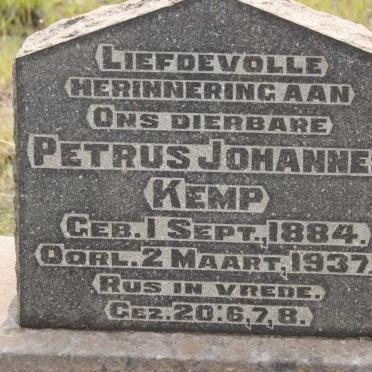 LIEFDEVOLLE
HERINNERING AAN
ONS DIERBARE
PETRUS JOHANNE
KEMP
GEB. 1 SEPT., 1884.
OORL. 2 MAART, 1937.
RUS IN VREDE.
GEZ. 20: 6, 7, 8.